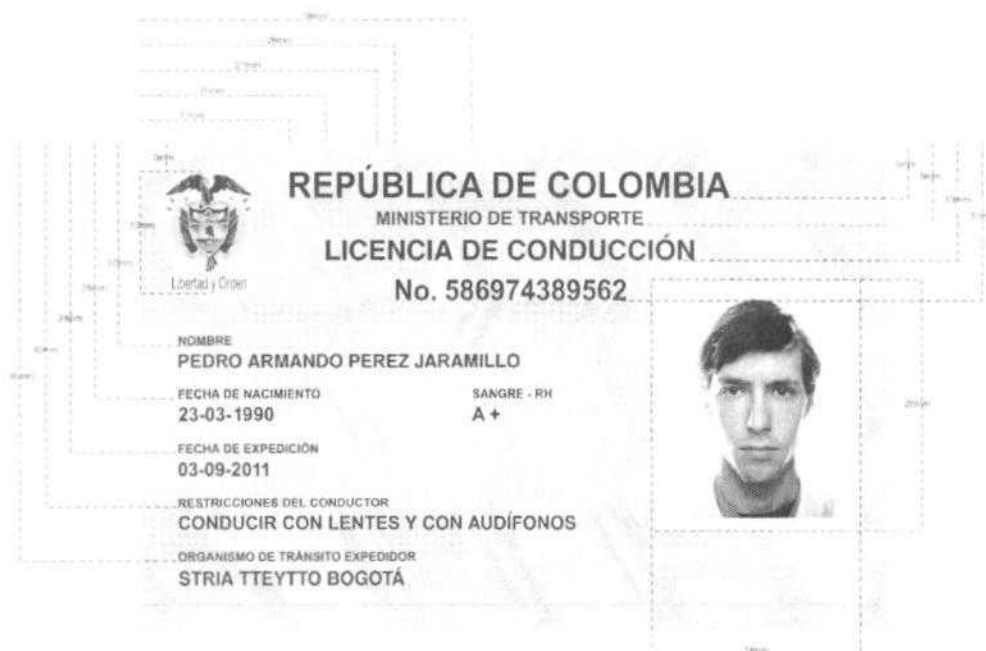 REPÚBLICA DE COLOMBIA
MINISTERIO DE TRANSPORTE
LICENCIA DE CONDUCCIÓN
No. 586974389562
Libertad y Orden
NOMBRE
PEDRO ARMANDO PEREZ JARAMILLO
FECHA DE NACIMIENTO
23-03-1990
SANGRE - RH
A +
FECHA DE EXPEDICIÓN
03-09-2011
RESTRICCIONES DEL CONDUCTOR
CONDUCIR CON LENTES Y CON AUDÍFONOS
ORGANISMO DE TRÁNSITO EXPEDIDOR
STRIA TTEYTTO BOGOTÁ